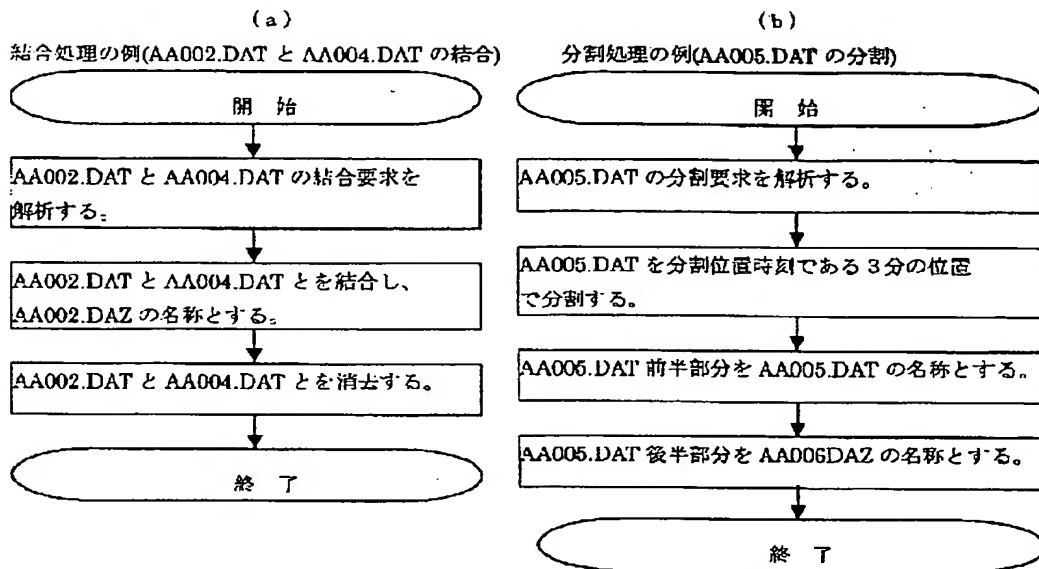 (a)
結合処理の例(AA002.DAT と AA004.DAT の結合)
開 始
AA002.DAT と AA004.DAT の結合要求を
解析する。
AA002.DAT と AA004.DAT とを結合し、
AA002.DAZ の名称とする。
AA002.DAT と AA004.DAT とを消去する。
終 了
(b)
分割処理の例(AA005.DAT の分割)
開 始
AA005.DAT の分割要求を解析する。
AA005.DAT を分割位置時刻である3分の位置
で分割する。
AA005.DAT 前半部分を AA005.DAT の名称とする。
AA005.DAT 後半部分を AA006DAZ の名称とする。
終 了